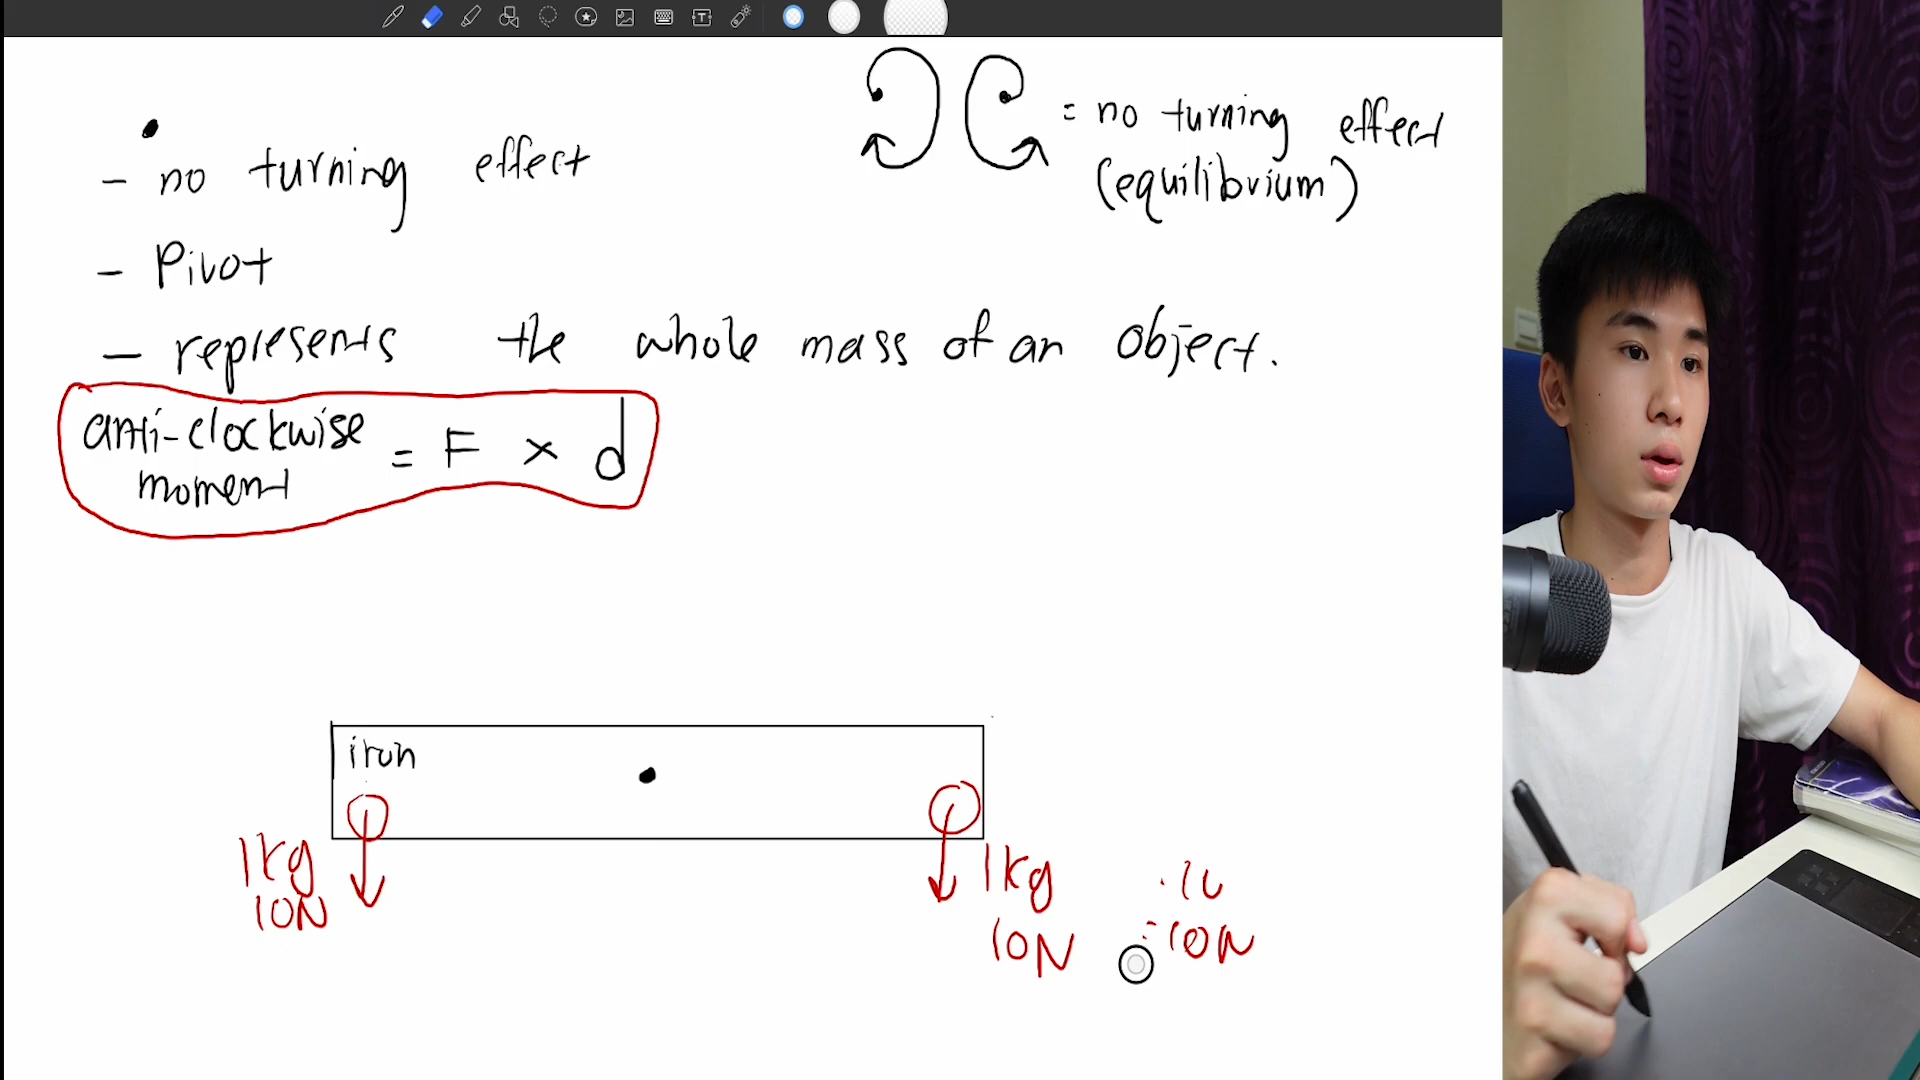 - no turning effect
- Pivot
- represents the whole mass of an object.
= no turning effect
(equilibrium)
anti-clockwise
moment = F × d
iron
1kg
10N
1kg
10N
=10N